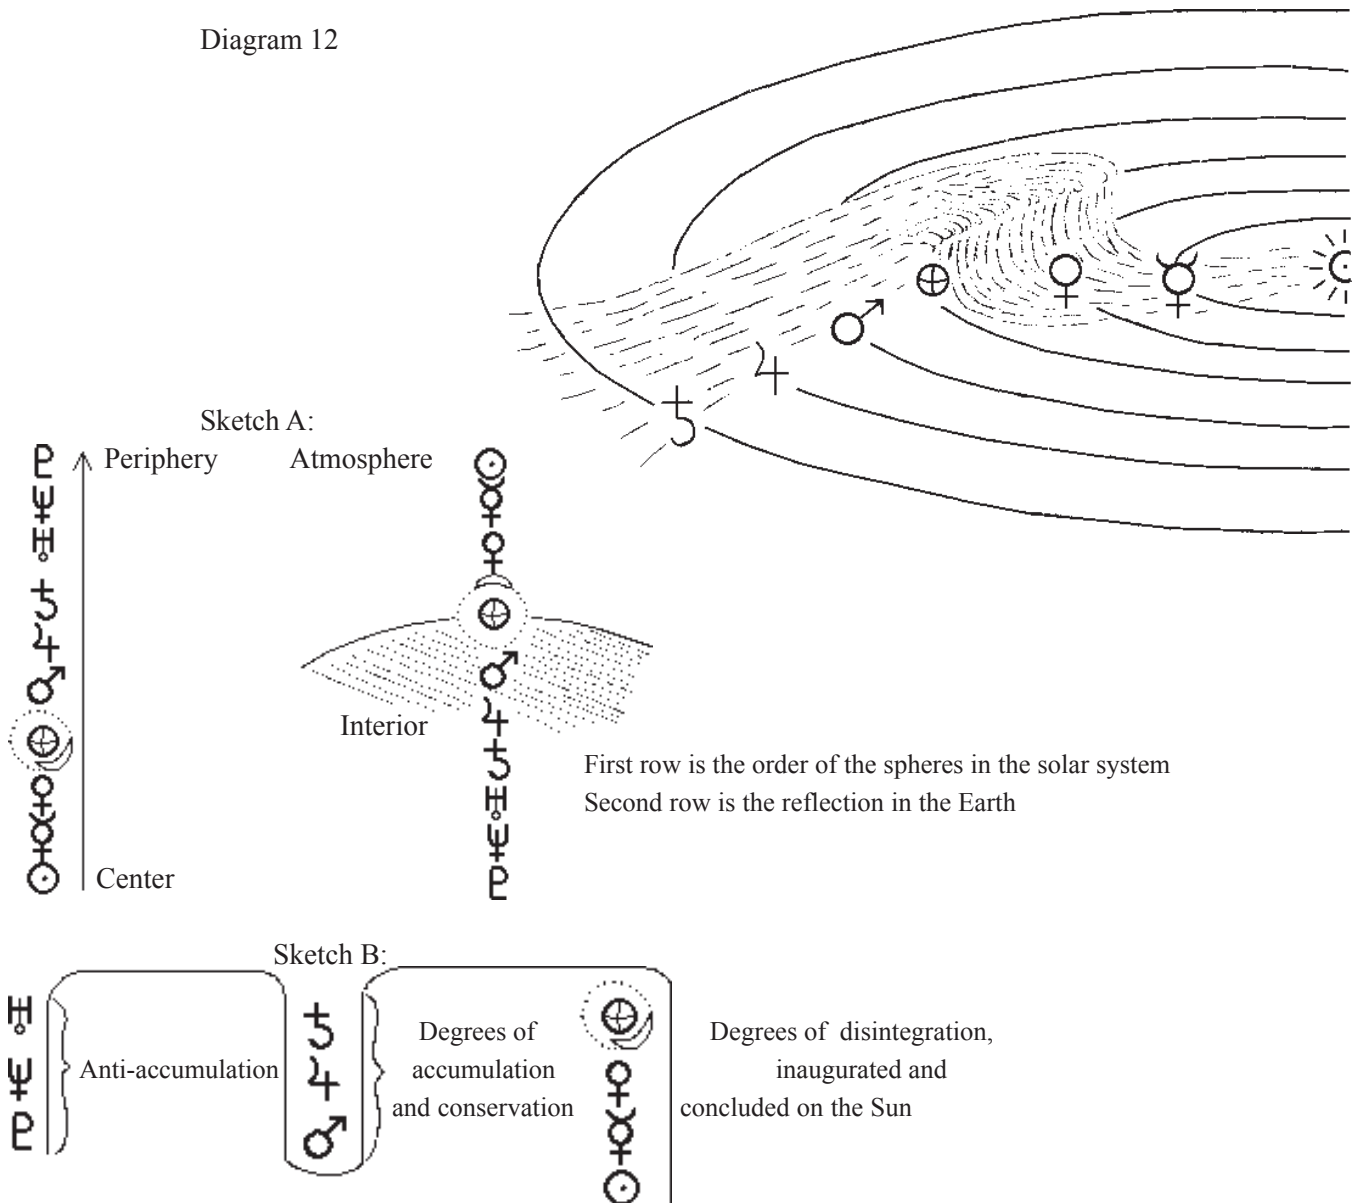 Diagram 12
Sketch A:
Periphery
Atmosphere
Interior
First row is the order of the spheres in the solar system
Second row is the reflection in the Earth
Center
Sketch B:
Anti-accumulation
Degrees of
accumulation
and conservation
Degrees of disintegration,
inaugurated and
concluded on the Sun